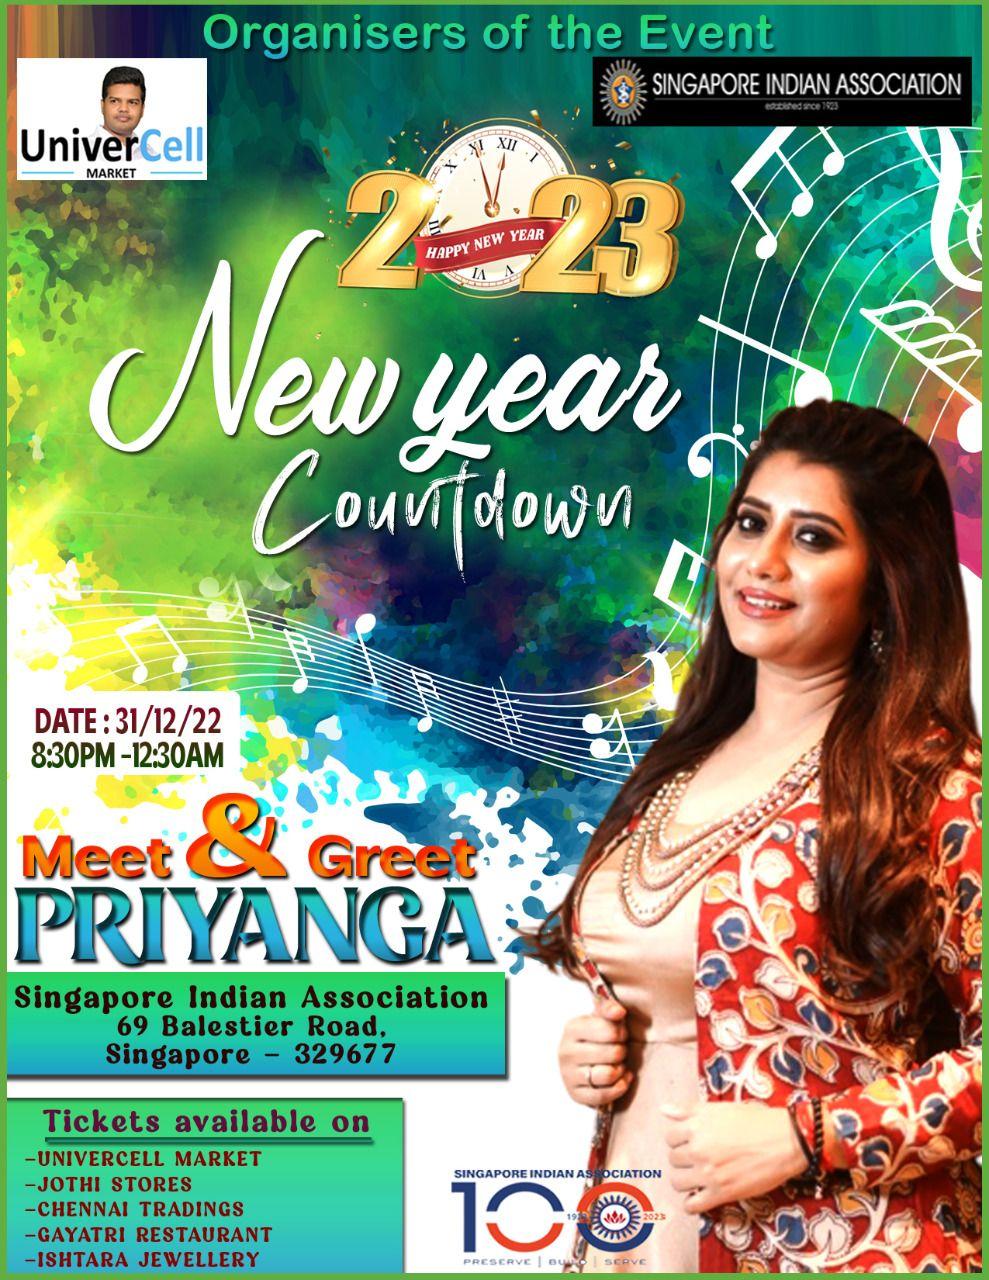 Organisers of the Event
UniverCell
MARKET
SINGAPORE INDIAN ASSOCIATION
established since 1923
2023
HAPPY NEW YEAR
New year
Countdown
DATE : 31/12/22
8:30PM -12:30AM
Meet & Greet
PRIYANGA
Singapore Indian Association
69 Balestier Road,
Singapore - 329677
Tickets available on
-UNIVERCELL MARKET
-JOTHI STORES
-CHENNAI TRADINGS
-GAYATRI RESTAURANT
-ISHTARA JEWELLERY
SINGAPORE INDIAN ASSOCIATION
100
1923 2023
PRESERVE | BUILD | SERVE